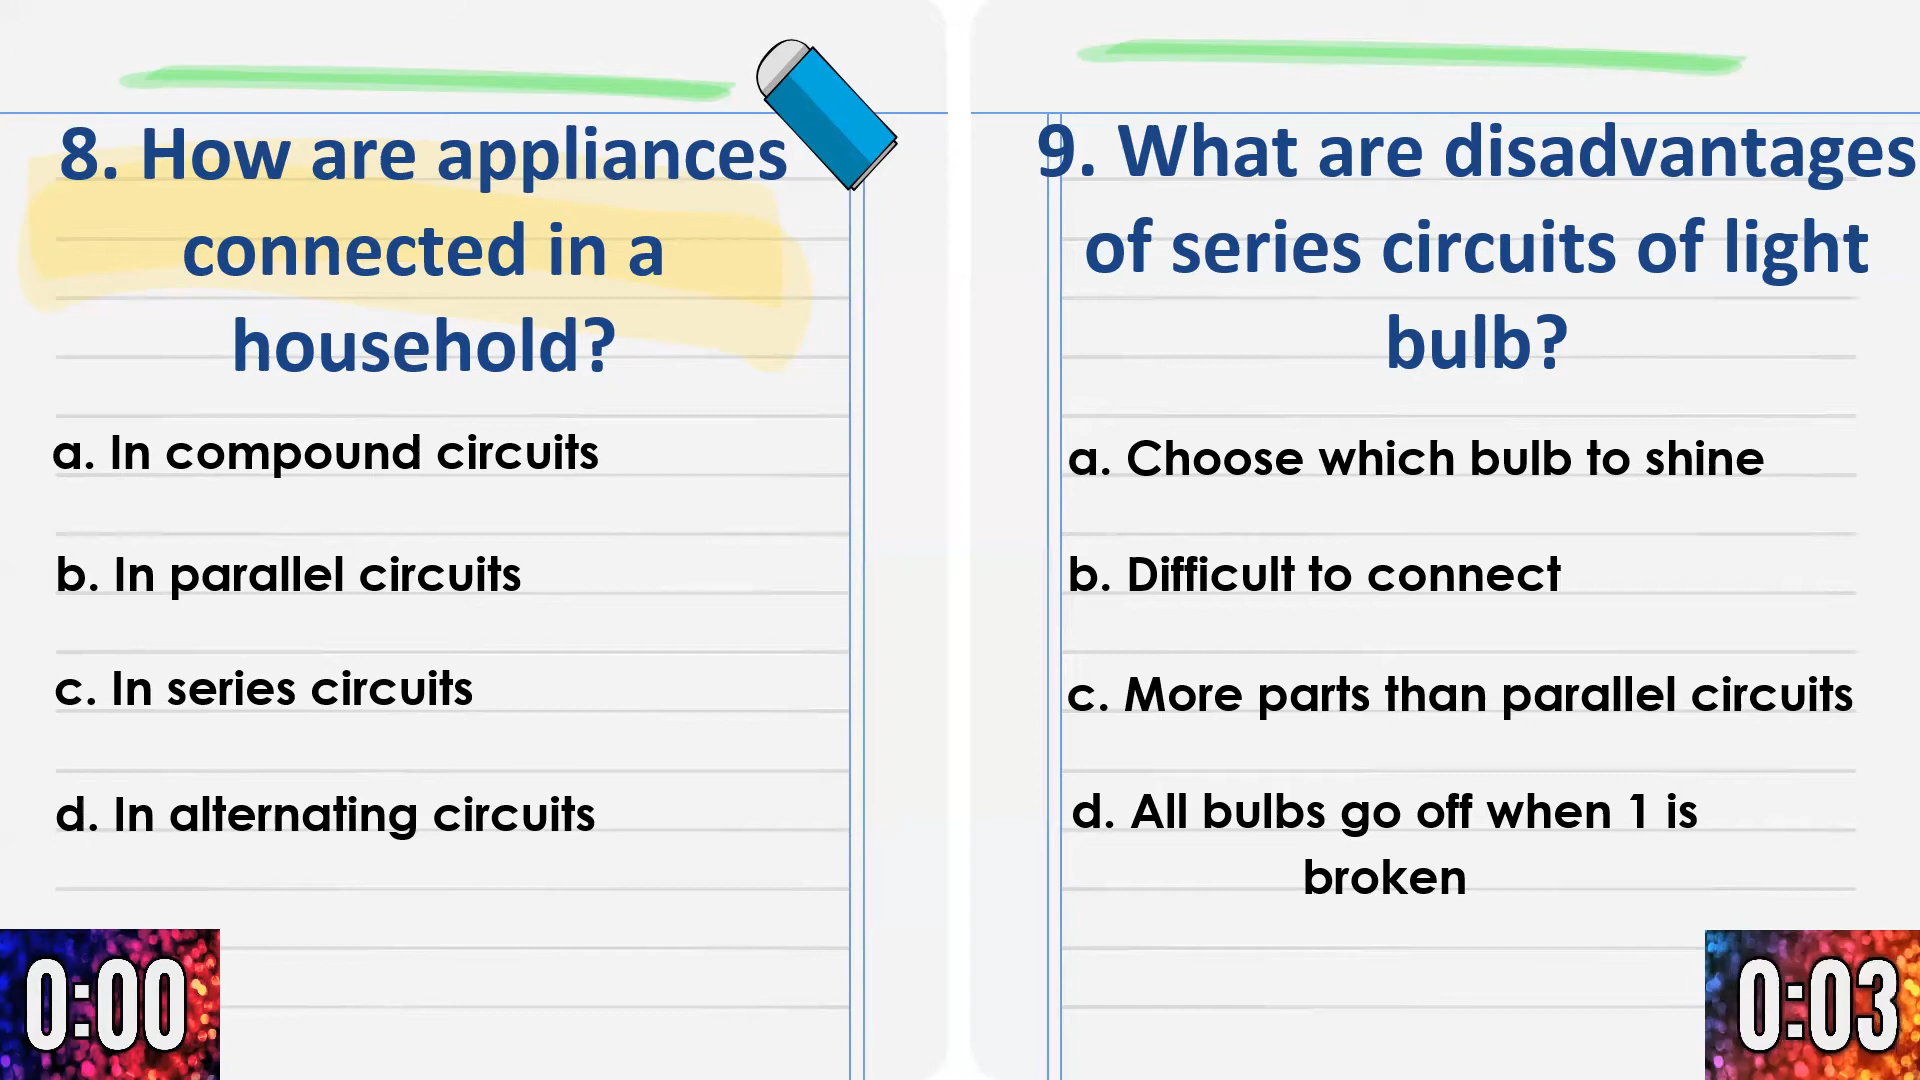 8. How are appliances
connected in a
household?
a. In compound circuits
b. In parallel circuits
c. In series circuits
d. In alternating circuits
0:00
9. What are disadvantages
of series circuits of light
bulb?
a. Choose which bulb to shine
b. Difficult to connect
c. More parts than parallel circuits
d. All bulbs go off when 1 is
broken
0:03